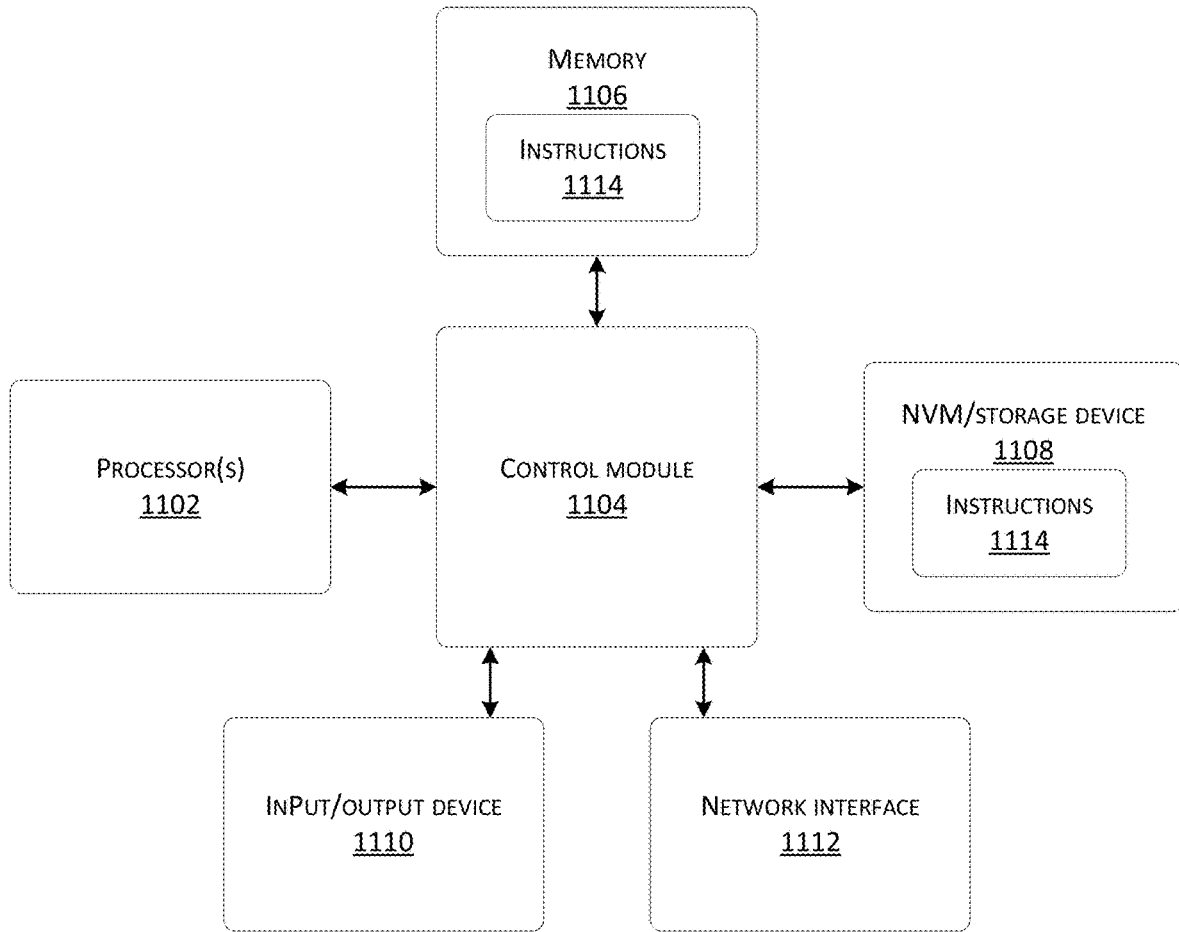 MEMORY
1106
INSTRUCTIONS
1114
PROCESSOR(S)
1102
CONTROL MODULE
1104
NVM/STORAGE DEVICE
1108
INSTRUCTIONS
1114
INPUT/OUTPUT DEVICE
1110
NETWORK INTERFACE
1112